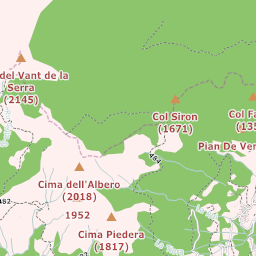 del Vant de la
Serra
(2145)
Col Siron
(1671)
Col Fa
(135
Pian De Ver
484
482
Cima dell'Albero
(2018)
1952
Cima Piedera
(1817)